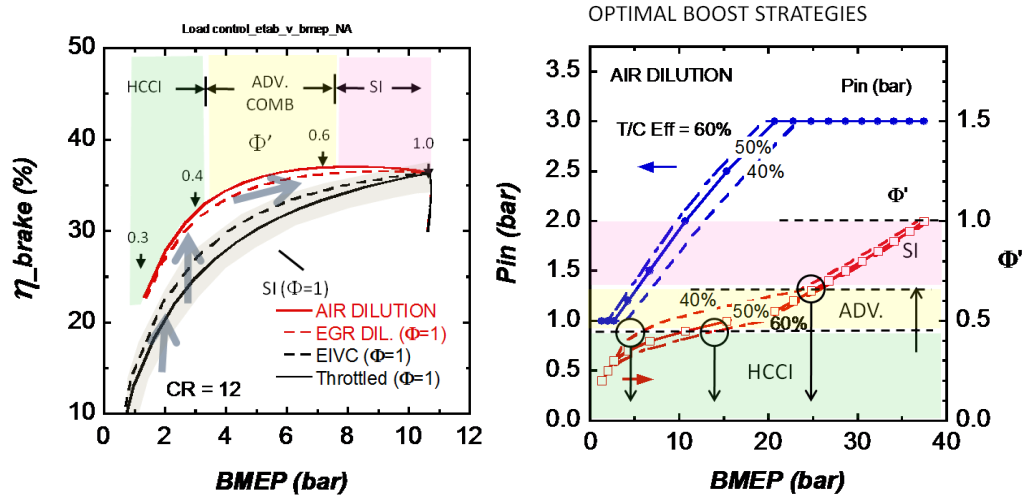 OPTIMAL BOOST STRATEGIES
Load control_etab_v_bmep_NA
50
40
30
20
10
η_brake (%)
HCCI
ADV.
COMB
SI
Φ'
0.3
0.4
0.6
1.0
SI (Φ=1)
AIR DILUTION
EGR DIL. (Φ=1)
EIVC (Φ=1)
Throttled (Φ=1)
CR = 12
0 2 4 6 8 10 12
BMEP (bar)
AIR DILUTION
Pin (bar)
T/C Eff = 60%
50%
40%
Φ'
SI
40%
50%
60%
ADV.
HCCI
3.0
2.5
2.0
1.5
1.0
0.5
0.0
Pin (bar)
2.0
1.5
1.0
0.5
0.0
Φ'
0 10 20 30 40
BMEP (bar)